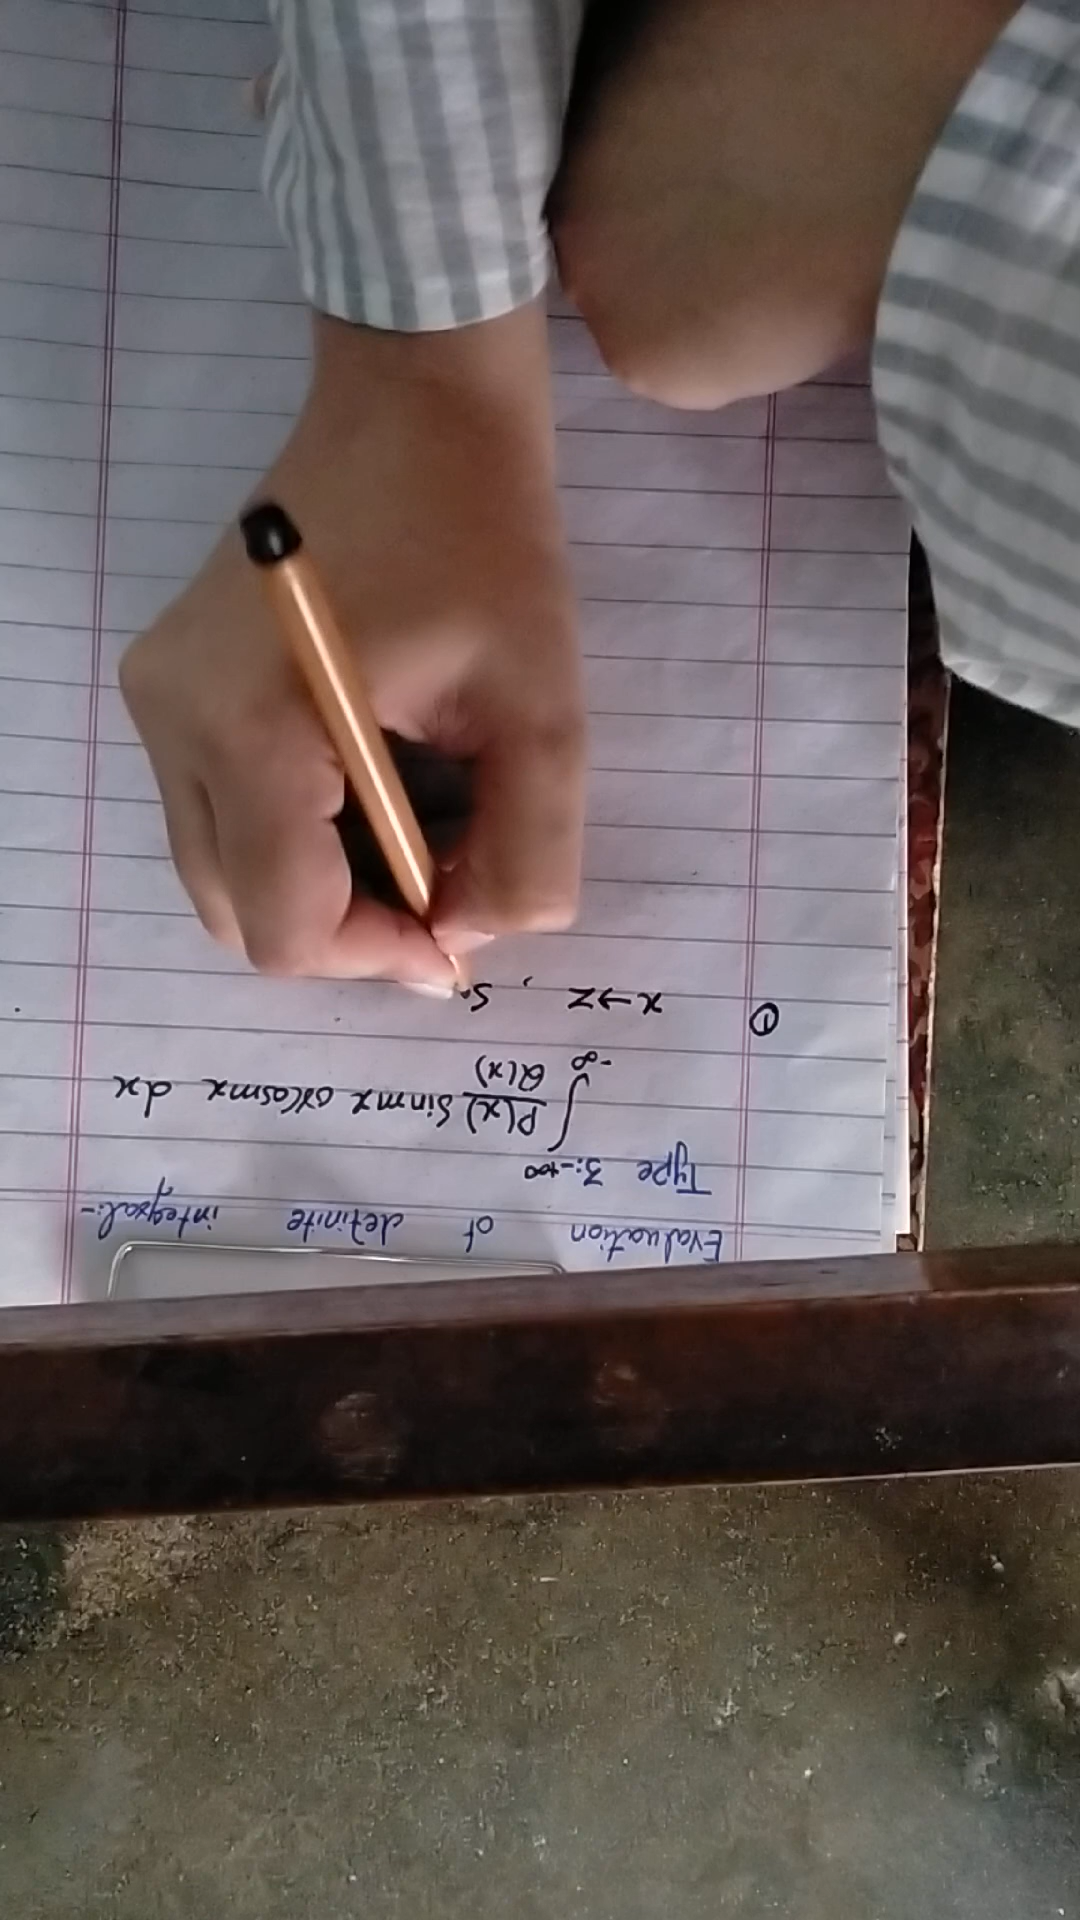 Evaluation of definite integral:-
Type 3:-
∫_{-∞}^{+∞} P(x)/Q(x) sinmx or cosmx dx
① x→z ,